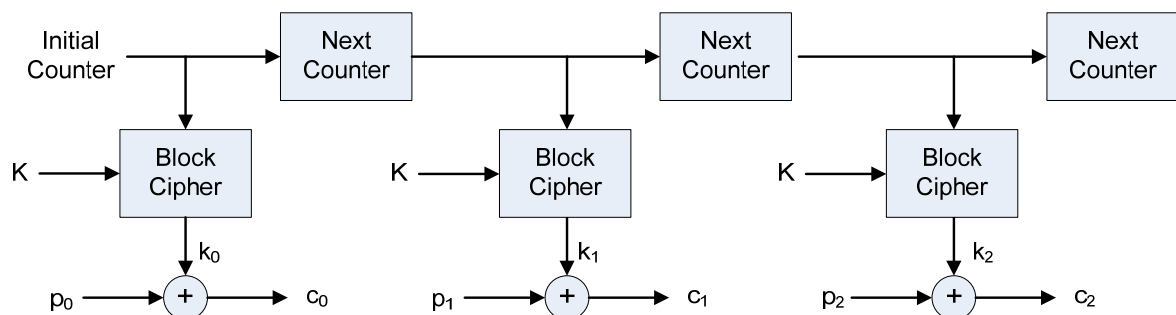 Initial
Counter
Next
Counter
Next
Counter
Next
Counter
K
Block
Cipher
K
Block
Cipher
K
Block
Cipher
k0
k1
k2
p0
+
c0
p1
+
c1
p2
+
c2